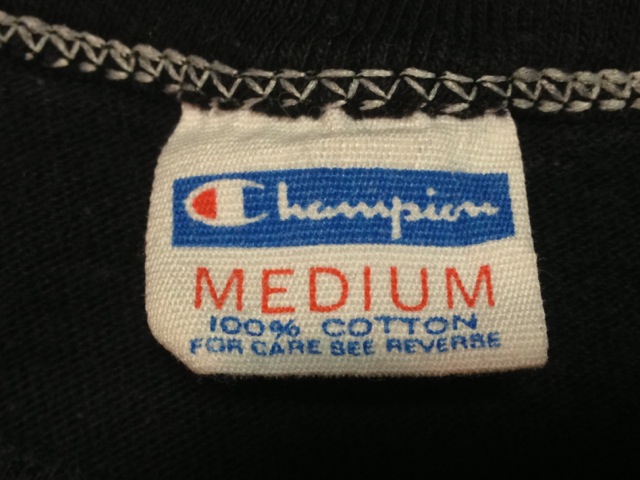 Champion
MEDIUM
100% COTTON
FOR CARE SEE REVERSE